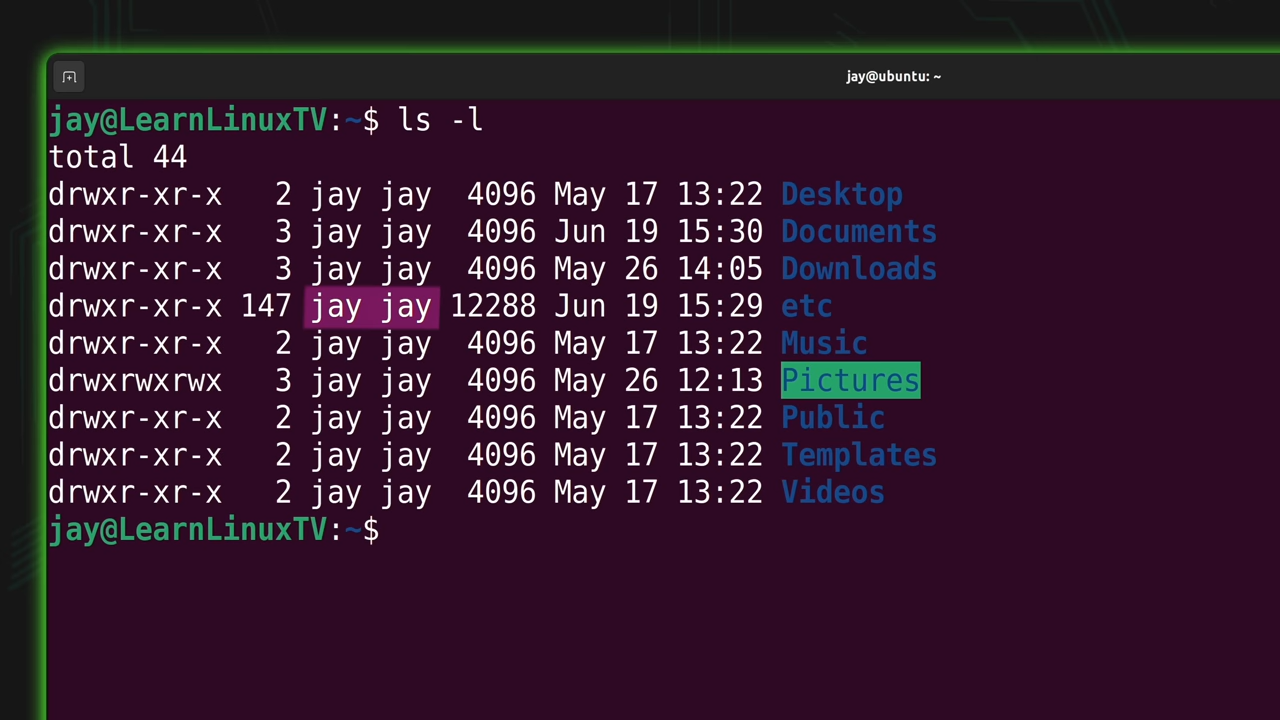 jay@ubuntu: ~
jay@LearnLinuxTV:~$ ls -l
total 44
drwxr-xr-x   2 jay jay  4096 May 17 13:22 Desktop
drwxr-xr-x   3 jay jay  4096 Jun 19 15:30 Documents
drwxr-xr-x   3 jay jay  4096 May 26 14:05 Downloads
drwxr-xr-x 147 jay jay 12288 Jun 19 15:29 etc
drwxr-xr-x   2 jay jay  4096 May 17 13:22 Music
drwxrwxrwx   3 jay jay  4096 May 26 12:13 Pictures
drwxr-xr-x   2 jay jay  4096 May 17 13:22 Public
drwxr-xr-x   2 jay jay  4096 May 17 13:22 Templates
drwxr-xr-x   2 jay jay  4096 May 17 13:22 Videos
jay@LearnLinuxTV:~$